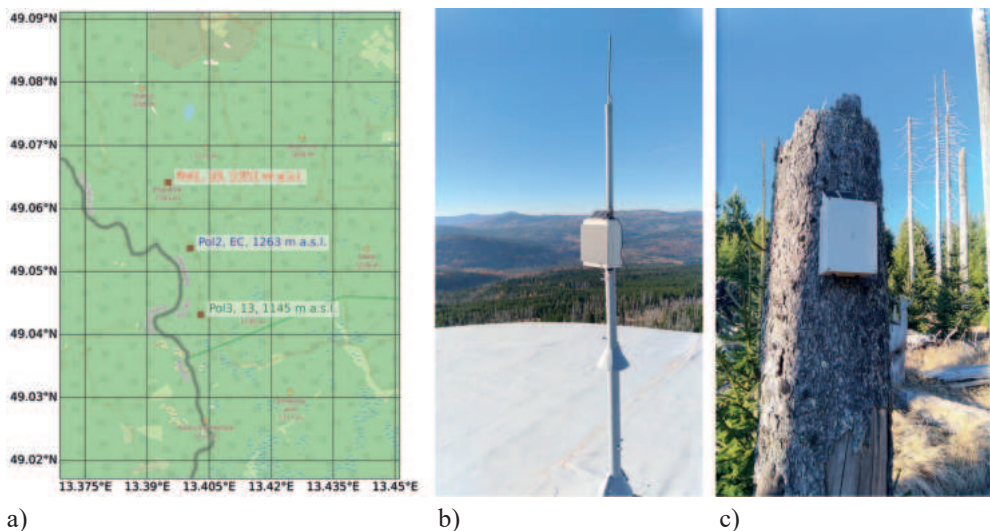 49.09°N
49.08°N
49.07°N
49.06°N
49.05°N
Pol2, EC, 1263 m a.s.l.
Pol3, 13, 1145 m a.s.l.
49.04°N
49.03°N
49.02°N
13.375°E 13.39°E 13.405°E 13.42°E 13.435°E 13.45°E
a) b) c)